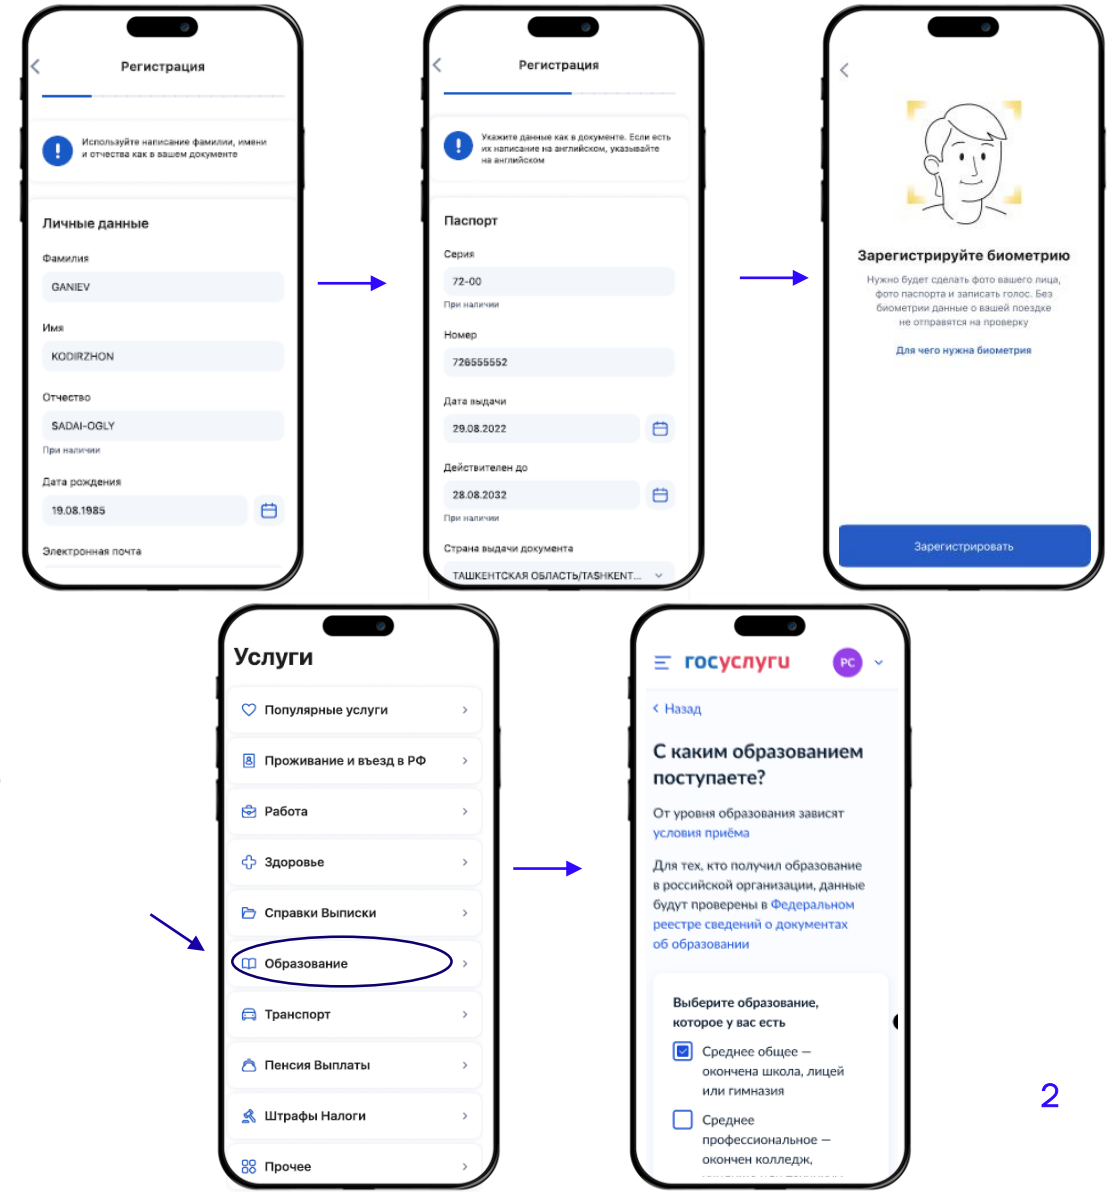 Регистрация
Используйте написание фамилии, имени
и отчества как в вашем документе
Личные данные
Фамилия
GANIEV
Имя
KODIRZHON
Отчество
SADAI-OGLY
При наличии
Дата рождения
19.08.1985
Электронная почта
Регистрация
Укажите данные как в документе. Если есть
их написание на английском, указывайте
на английском
Паспорт
Серия
72-00
При наличии
Номер
726555552
Дата выдачи
29.08.2022
Действителен до
28.08.2032
При наличии
Страна выдачи документа
ТАШКЕНТСКАЯ ОБЛАСТЬ/TASHKENT...
Зарегистрируйте биометрию
Нужно будет сделать фото вашего лица,
фото паспорта и записать голос. Без
биометрии данные о вашей поездке
не отправятся на проверку
Для чего нужна биометрия
Зарегистрировать
Услуги
Популярные услуги
Проживание и въезд в РФ
Работа
Здоровье
Справки Выписки
Образование
Транспорт
Пенсия Выплаты
Штрафы Налоги
Прочее
госуслуги
РС
Назад
С каким образованием
поступаете?
От уровня образования зависят
условия приёма
Для тех, кто получил образование
в российской организации, данные
будут проверены в Федеральном
реестре сведений о документах
об образовании
Выберите образование,
которое у вас есть
Среднее общее —
окончена школа, лицей
или гимназия
Среднее
профессиональное —
окончен колледж,
2